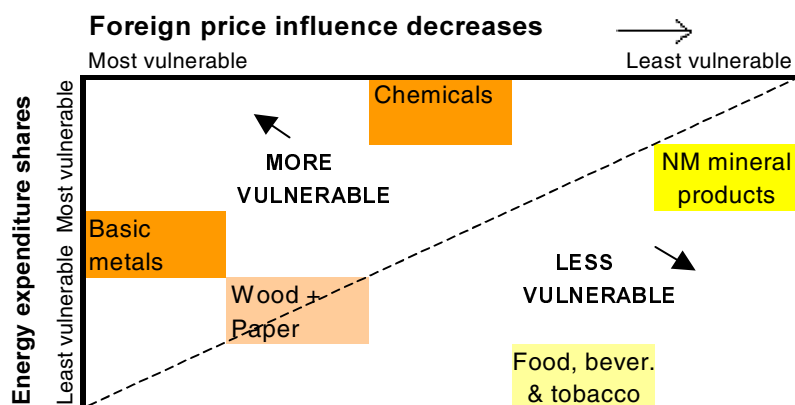 Foreign price influence decreases
Most vulnerable
Least vulnerable
Energy expenditure shares
Most vulnerable
Least vulnerable
Chemicals
MORE
VULNERABLE
NM mineral
products
Basic
metals
LESS
VULNERABLE
Wood +
Paper
Food, bever.
& tobacco